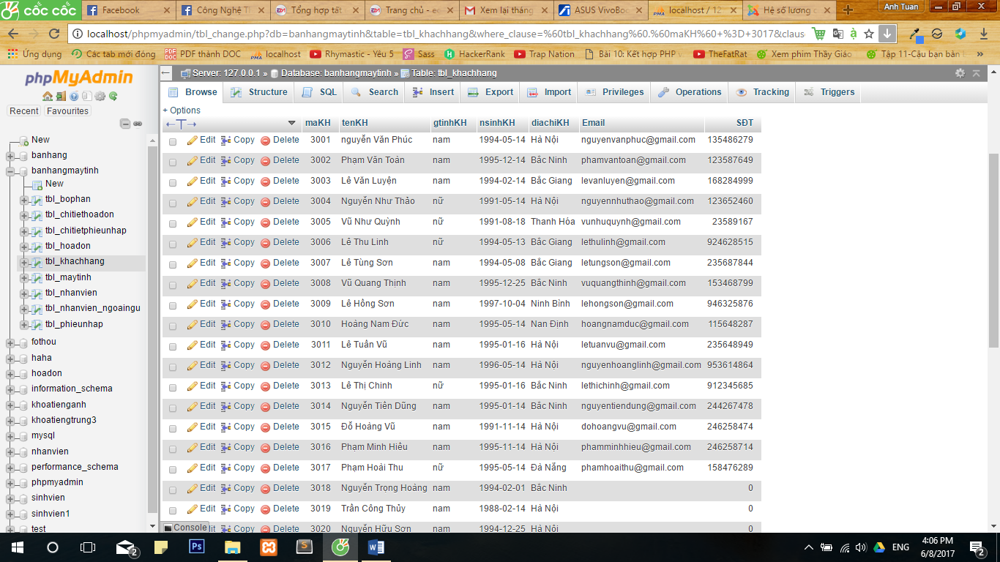 cốc cốc
Facebook
Công Nghệ T
Tổng hợp tất
Trang chủ - ec
Xem lại tháng
ASUS VivoBo
localhost / 12
Hệ số lương c
Anh Tuan
localhost/phpmyadmin/tbl_change.php?db=banhangmaytinh&table=tbl_khachhang&where_clause=%60tbl_khachhang%60.%60maKH%60+%3D+3017&claus
Ứng dụng
Các tab mới đóng
PDF thành DOC
localhost
Rhymastic - Yêu 5
Sass
HackerRank
Trap Nation
Bài 10: Kết hợp PHP v
TheFatRat
Xem phim Thầy Giáo
Tập 11-Cậu bạn bản t
phpMyAdmin
Recent Favourites
New
banhang
banhangmaytinh
New
tbl_bophan
tbl_chitiethoadon
tbl_chitietphieunhap
tbl_hoadon
tbl_khachhang
tbl_maytinh
tbl_nhanvien
tbl_nhanvien_ngoaingu
tbl_phieunhap
fothou
haha
hoadon
information_schema
khoatienganh
khoatiengtrung3
mysql
nhanvien
performance_schema
phpmyadmin
sinhvien
sinhvien1
test
Server: 127.0.0.1 » Database: banhangmaytinh » Table: tbl_khachhang
Browse Structure SQL Search Insert Export Import Privileges Operations Tracking Triggers
+ Options
maKH tenKH gtinhKH nsinhKH diachiKH Email SĐT
Edit Copy Delete 3001 nguyễn Văn Phúc nam 1994-05-14 Hà Nội nguyenvanphuc@gmail.com 135486279
Edit Copy Delete 3002 Phạm Văn Toàn nam 1995-12-14 Bắc Ninh phamvantoan@gmail.com 123587649
Edit Copy Delete 3003 Lê Văn Luyện nam 1994-02-14 Bắc Giang levanluyen@gmail.com 168284999
Edit Copy Delete 3004 Nguyễn Như Thảo nữ 1991-05-14 Hà Nội nguyennhuthao@gmail.com 123652460
Edit Copy Delete 3005 Vũ Như Quỳnh nữ 1991-08-18 Thanh Hóa vunhuquynh@gmail.com 23589167
Edit Copy Delete 3006 Lê Thu Linh nữ 1994-05-13 Bắc Giang lethulinh@gmail.com 924628515
Edit Copy Delete 3007 Lê Tùng Sơn nam 1994-05-08 Bắc Giang letungson@gmail.com 235687844
Edit Copy Delete 3008 Vũ Quang Thịnh nam 1995-12-25 Bắc Ninh vuquangthinh@gmail.com 153468799
Edit Copy Delete 3009 Lê Hồng Sơn nam 1997-10-04 Ninh Bình lehongson@gmail.com 946325876
Edit Copy Delete 3010 Hoàng Nam Đức nam 1995-05-14 Nan Định hoangnamduc@gmail.com 115648287
Edit Copy Delete 3011 Lê Tuấn Vũ nam 1995-01-16 Hà Nội letuanvu@gmail.com 235648949
Edit Copy Delete 3012 Nguyễn Hoàng Linh nam 1996-05-14 Hà Nội nguyenhoanglinh@gmail.com 953614864
Edit Copy Delete 3013 Lê Thị Chinh nữ 1995-01-16 Bắc Ninh lethichinh@gmail.com 912345685
Edit Copy Delete 3014 Nguyễn Tiến Dũng nam 1995-01-14 Bắc Ninh nguyentiendung@gmail.com 244267478
Edit Copy Delete 3015 Đỗ Hoàng Vũ nam 1991-11-14 Hà Nội dohoangvu@gmail.com 246258474
Edit Copy Delete 3016 Phạm Minh Hiếu nam 1995-11-14 Hà Nội phamminhhieu@gmail.com 246258714
Edit Copy Delete 3017 Phạm Hoài Thu nữ 1995-05-14 Đà Nẵng phamhoaithu@gmail.com 158476289
Edit Copy Delete 3018 Nguyễn Trọng Hoàng nam 1994-02-01 Bắc Ninh 0
Edit Copy Delete 3019 Trần Công Thủy nam 1988-02-14 Hà Nội 0
Console Copy Delete 3020 Nguyễn Hữu Sơn nam 1994-12-25 Hà Nội 0
2
Ps
S
ENG
4:06 PM
6/8/2017
2